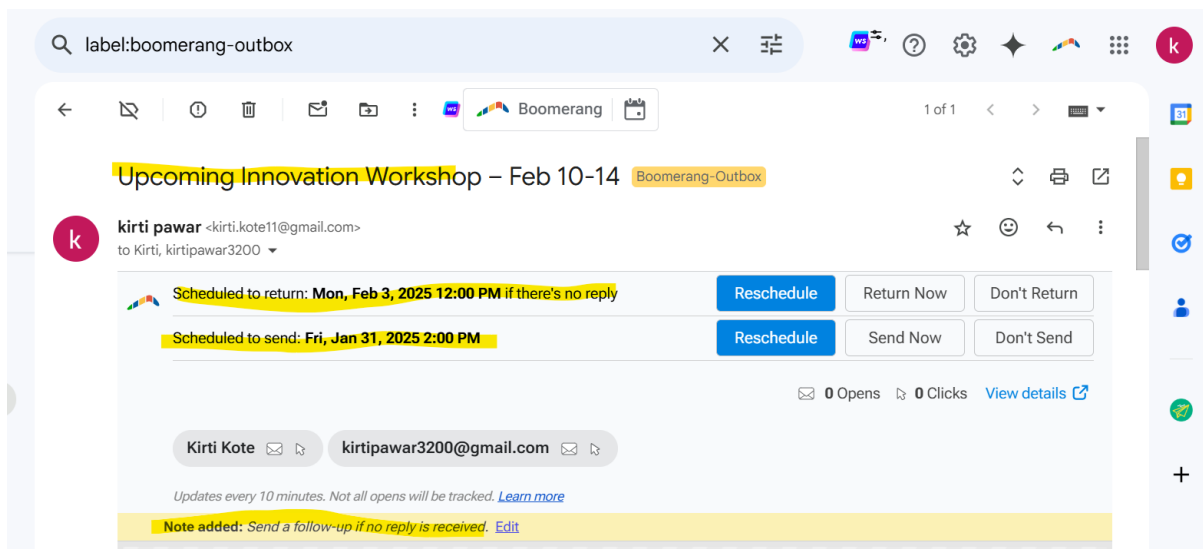 label:boomerang-outbox
ws
k
ws Boomerang 1 of 1
31
Upcoming Innovation Workshop – Feb 10-14 Boomerang-Outbox
k
kirti pawar <kirti.kote11@gmail.com>
to Kirti, kirtipawar3200
Scheduled to return: Mon, Feb 3, 2025 12:00 PM if there's no reply Reschedule Return Now Don't Return
Scheduled to send: Fri, Jan 31, 2025 2:00 PM Reschedule Send Now Don't Send
0 Opens 0 Clicks View details
Kirti Kote kirtipawar3200@gmail.com
Updates every 10 minutes. Not all opens will be tracked. Learn more
Note added: Send a follow-up if no reply is received. Edit